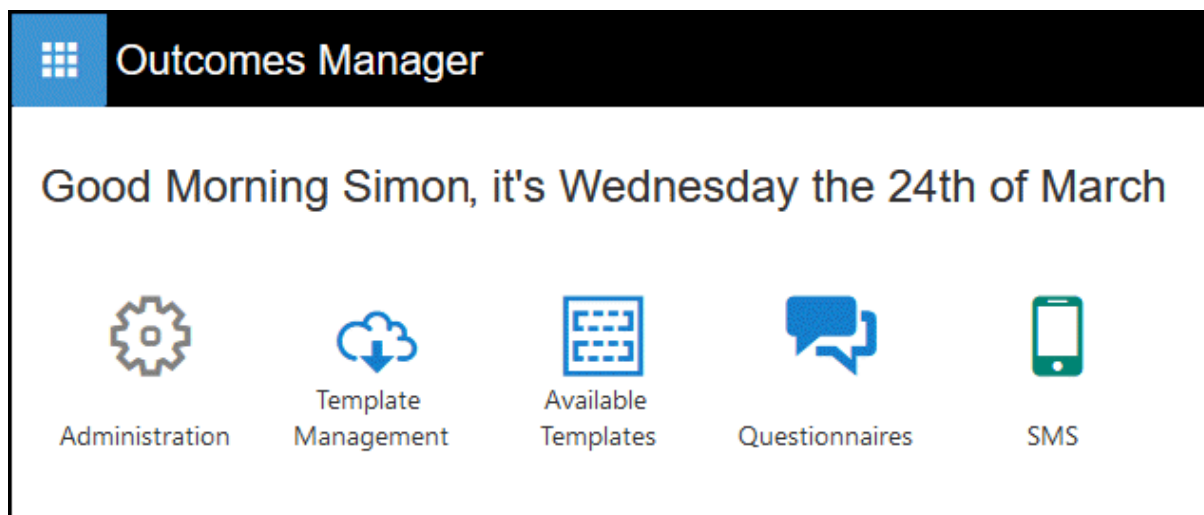 Outcomes Manager
Good Morning Simon, it's Wednesday the 24th of March
Administration
Template
Management
Available
Templates
Questionnaires
SMS